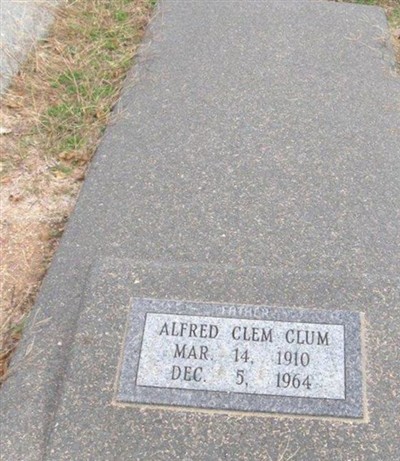 FATHER
ALFRED CLEM CLUM
MAR. 14, 1910
DEC. 5, 1964